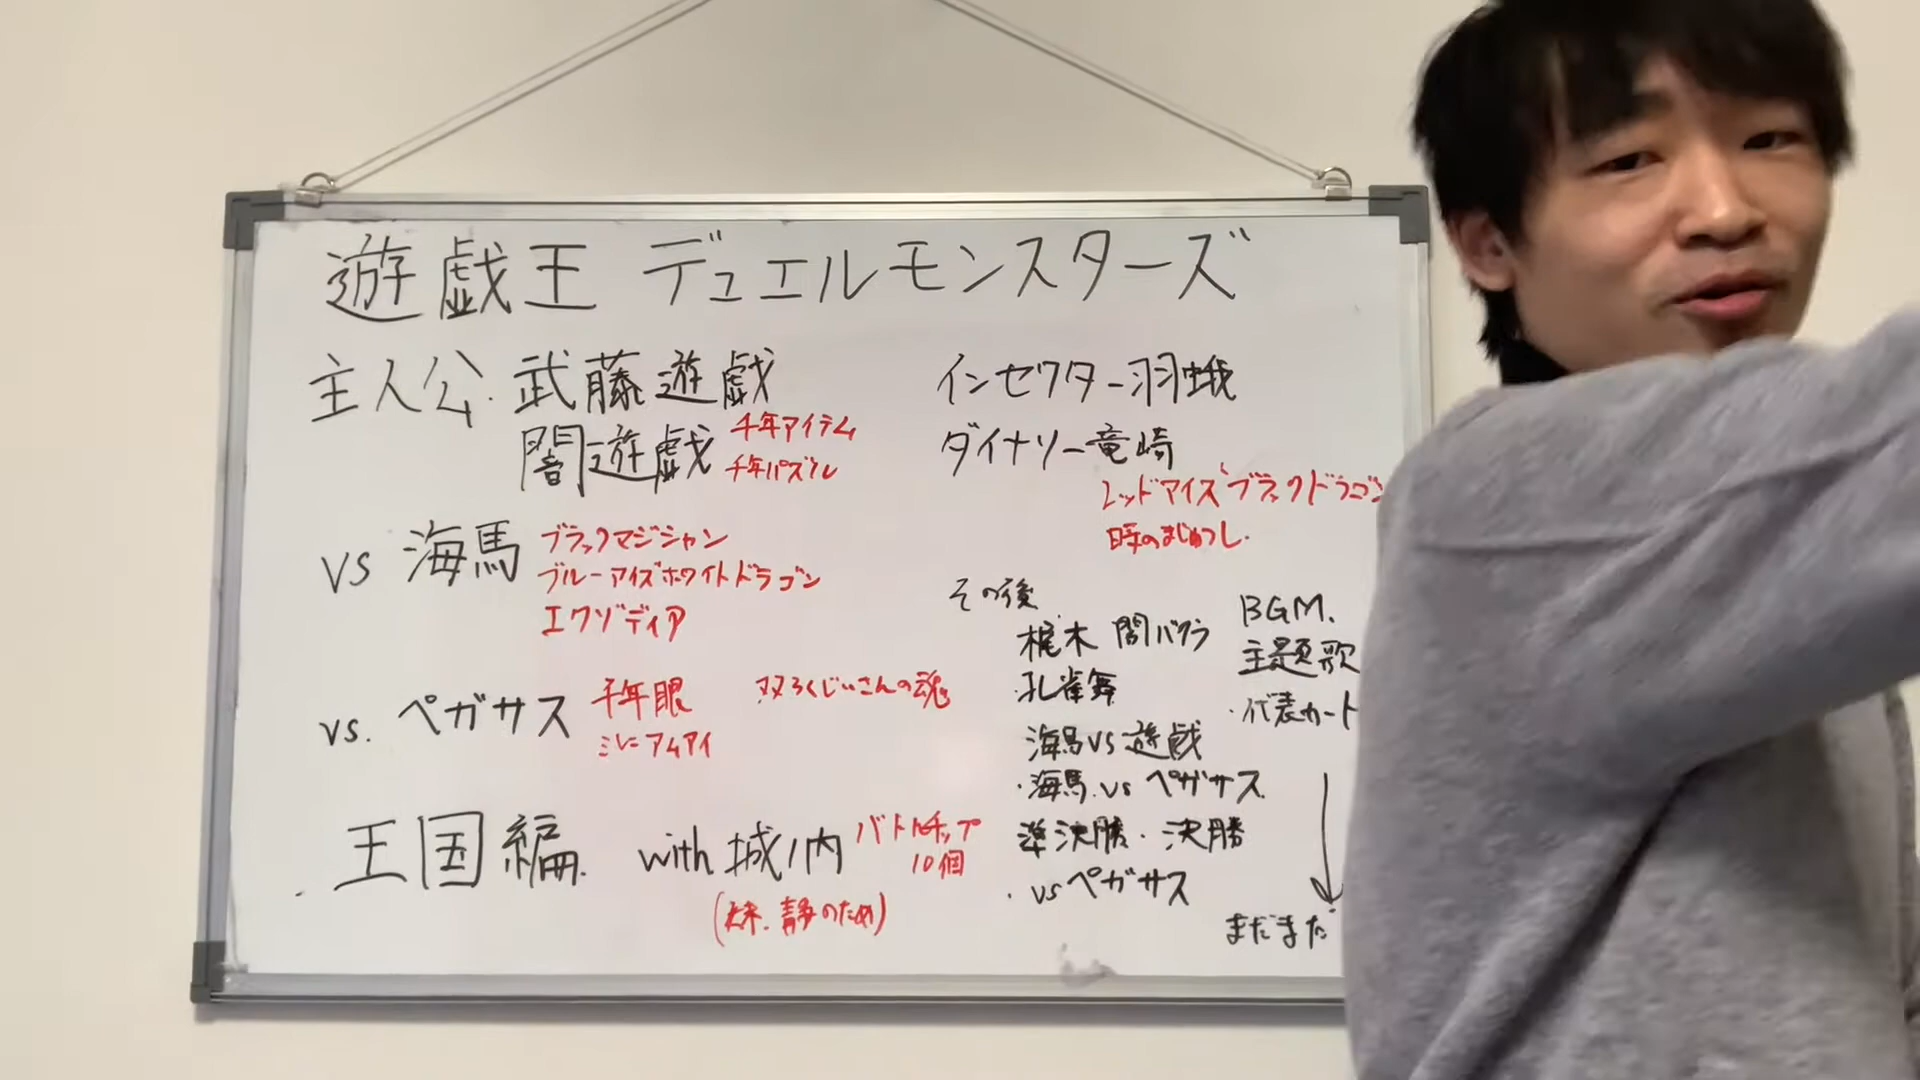 遊戯王 デュエルモンスターズ
主人公. 武藤遊戯
闇遊戯
千年アイテム
千年パズル
vs 海馬
ブラックマジシャン
ブルーアイズホワイトドラゴン
エクゾディア
vs. ペガサス
千年眼
ミレニアムアイ
双ろくじいさんの魂
王国編. with 城ノ内
バトルチップ
10個
(妹. 静のため)
インセクター羽蛾
ダイナソー竜崎
レッドアイズブラックドラゴン
時のまじゅつし.
その後
梶木 闇バクラ
・孔雀舞
海馬vs遊戯
・海馬 vs ペガサス
準決勝・決勝
・vsペガサス
BGM.
主題歌
・代表カード
まだまだ